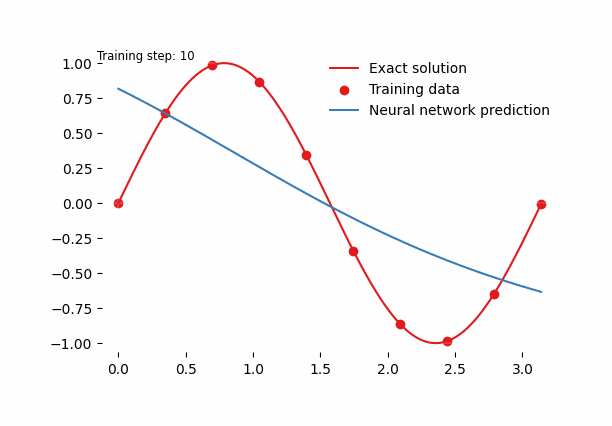 Training step: 10
Exact solution
Training data
Neural network prediction
1.00
0.75
0.50
0.25
0.00
−0.25
−0.50
−0.75
−1.00
0.0 0.5 1.0 1.5 2.0 2.5 3.0